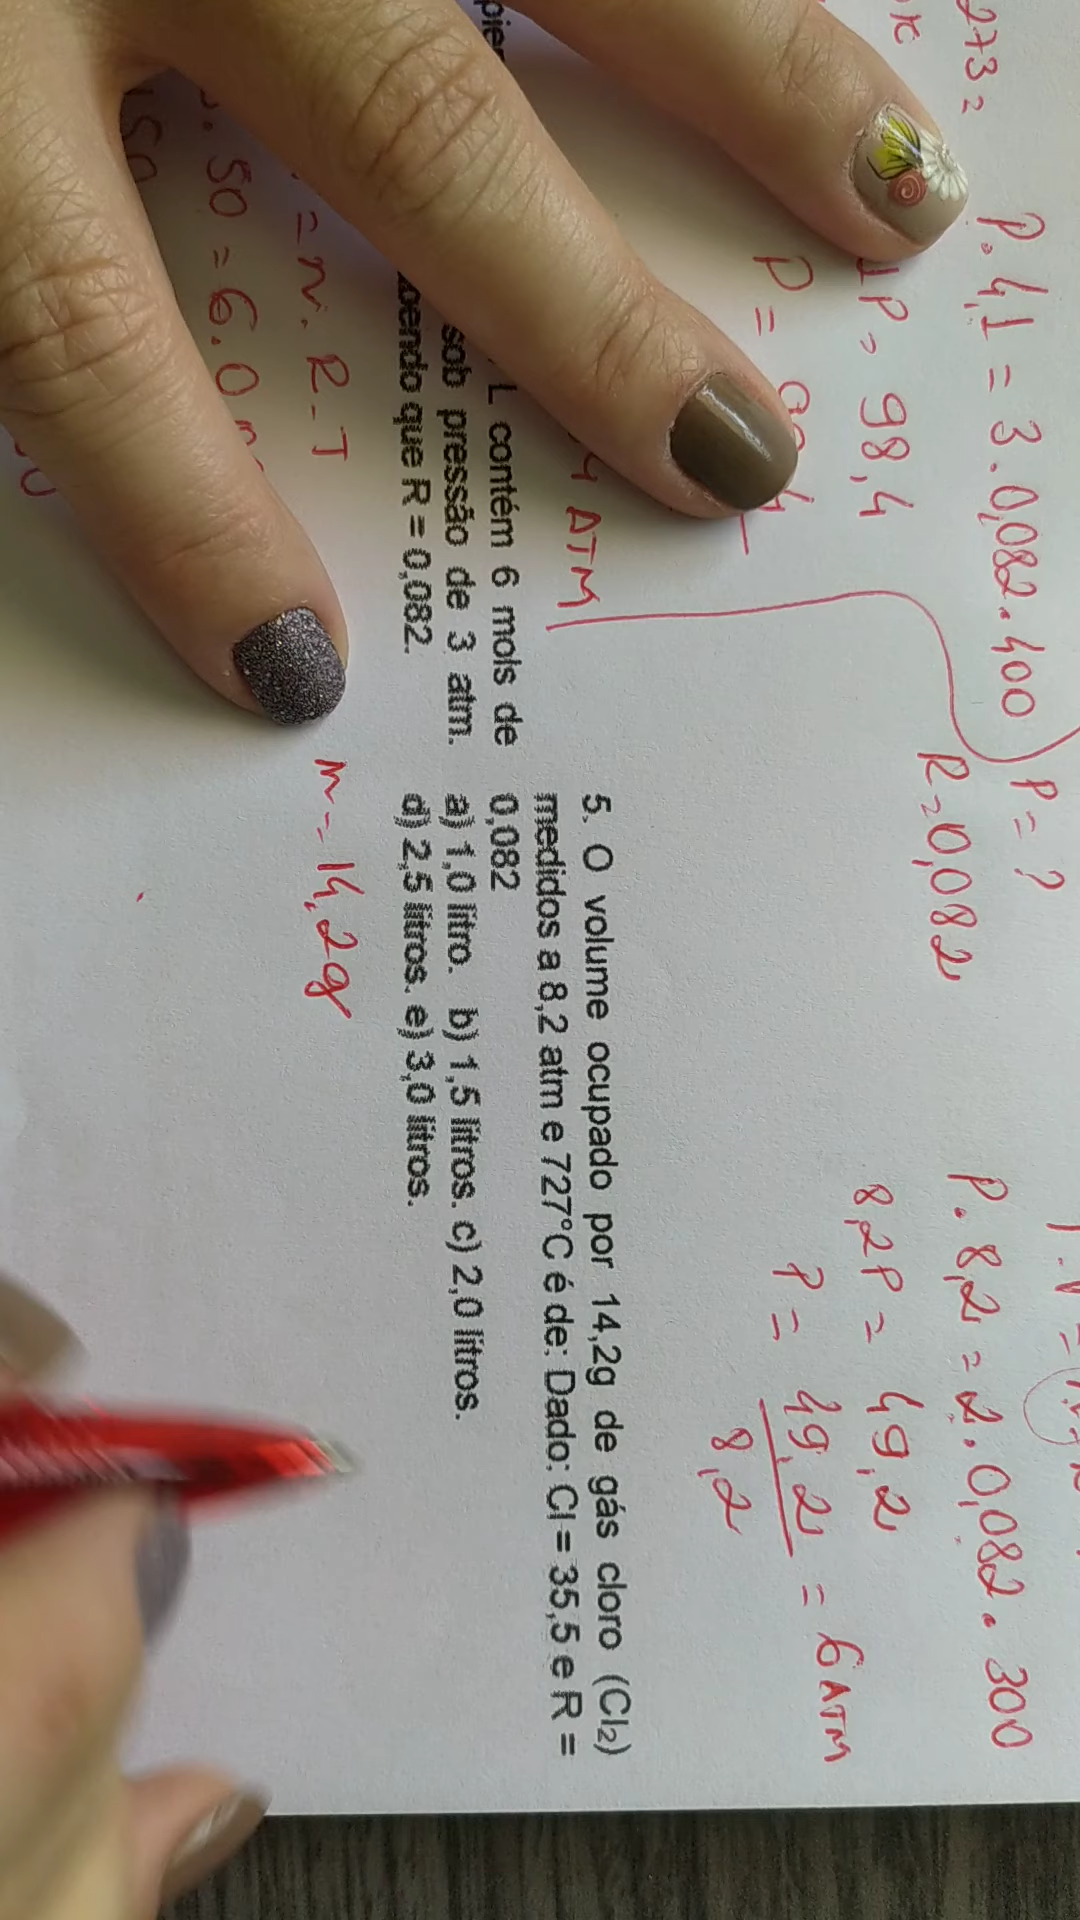 273=
P.4,1 = 3.0,082.400
P = ?
P= 98,4
R=0,082
P =
4 ATM
P.8,2 = 2.0,082.300
8,2P = 49,2
P = 49,2 = 6 ATM
8,2
L contém 6 mols de
sob pressão de 3 atm.
que R = 0,082.
= n. R.T
50 = 6.0
5. O volume ocupado por 14,2g de gás cloro (Cl₂)
medidos a 8,2 atm e 727°C é de: Dado: Cl = 35,5 e R =
0,082
a) 1,0 litro. b) 1,5 litros. c) 2,0 litros.
d) 2,5 litros. e) 3,0 litros.
m= 14,2g